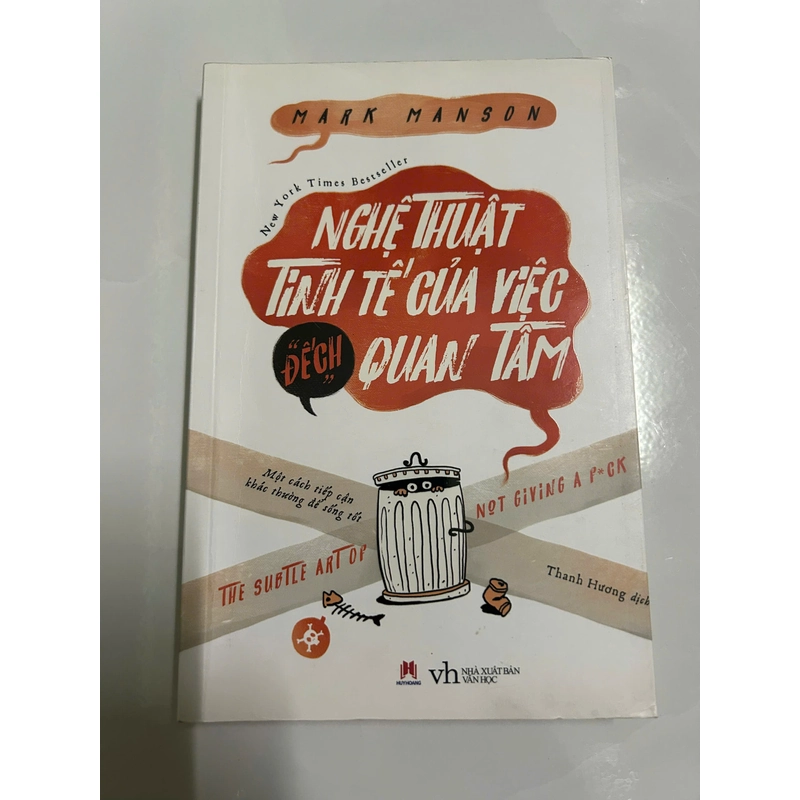 MARK MANSON
New York Times Bestseller
NGHỆ THUẬT
TINH TẾ CỦA VIỆC
"ĐẾCH" QUAN TÂM
Một cách tiếp cận
khác thường để sống tốt
THE SUBTLE ART OF
NOT GIVING A F*CK
Thanh Hương dịch
HUYHOANG
vh NHÀ XUẤT BẢN
VĂN HỌC